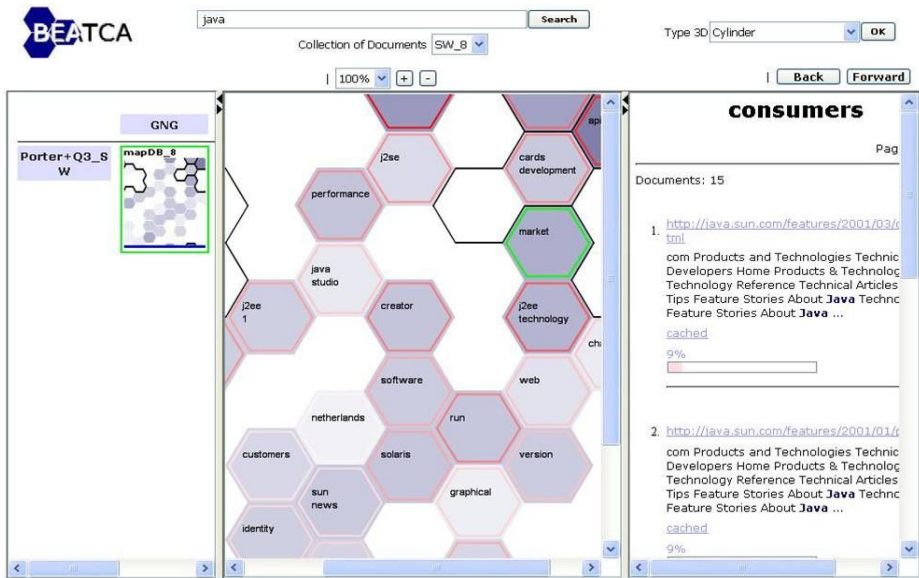 BEATCA
java
Search
Collection of Documents SW_8
Type 3D Cylinder
OK
| 100% + -
| Back Forward
GNG
Porter+Q3_S
W
mapDB_8
j2se
cards
development
performance
market
java
studio
j2ee
1
creator
j2ee
technology
software
web
netherlands
run
customers
solaris
version
sun
news
graphical
identity
consumers
Pag
Documents: 15
1. http://java.sun.com/features/2001/03/
tml
com Products and Technologies Technic
Developers Home Products & Technolog
Technology Reference Technical Articles
Tips Feature Stories About Java Techno
Feature Stories About Java ...
cached
9%
2. http://java.sun.com/features/2001/01/
com Products and Technologies Technic
Developers Home Products & Technolog
Technology Reference Technical Articles
Tips Feature Stories About Java Techno
Feature Stories About Java ...
cached
9%